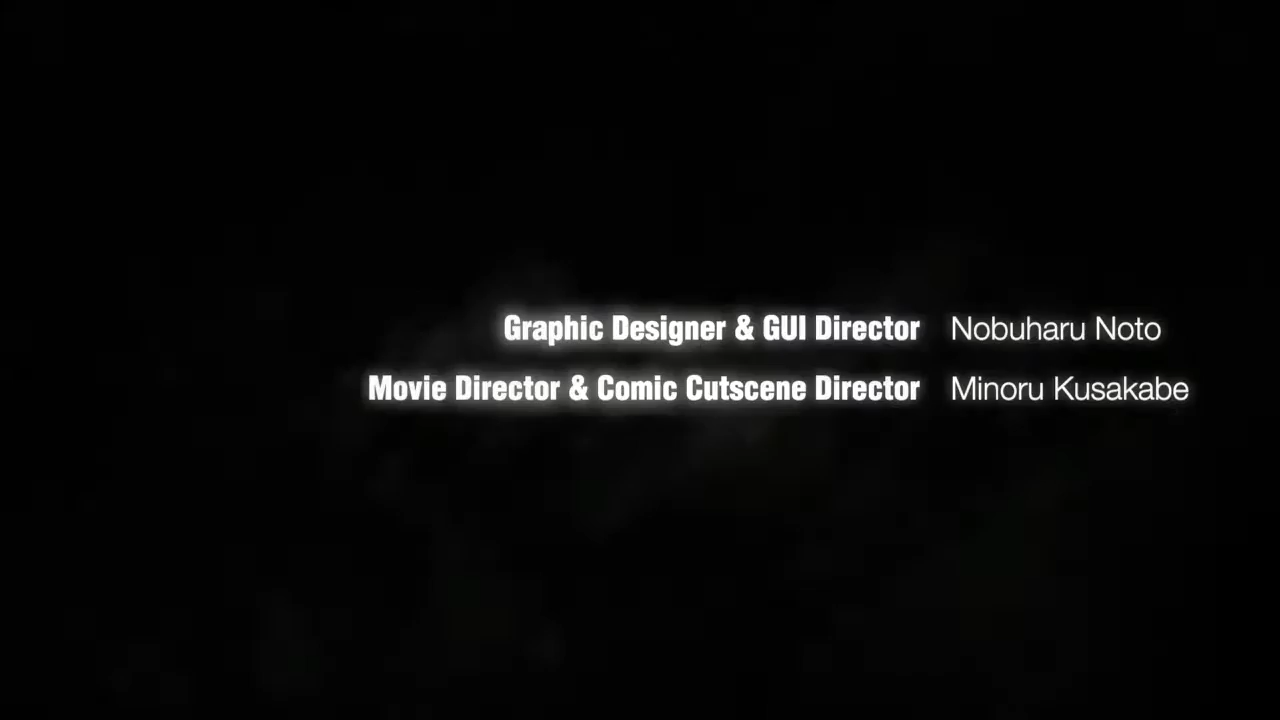 Graphic Designer & GUI Director Nobuharu Noto
Movie Director & Comic Cutscene Director Minoru Kusakabe